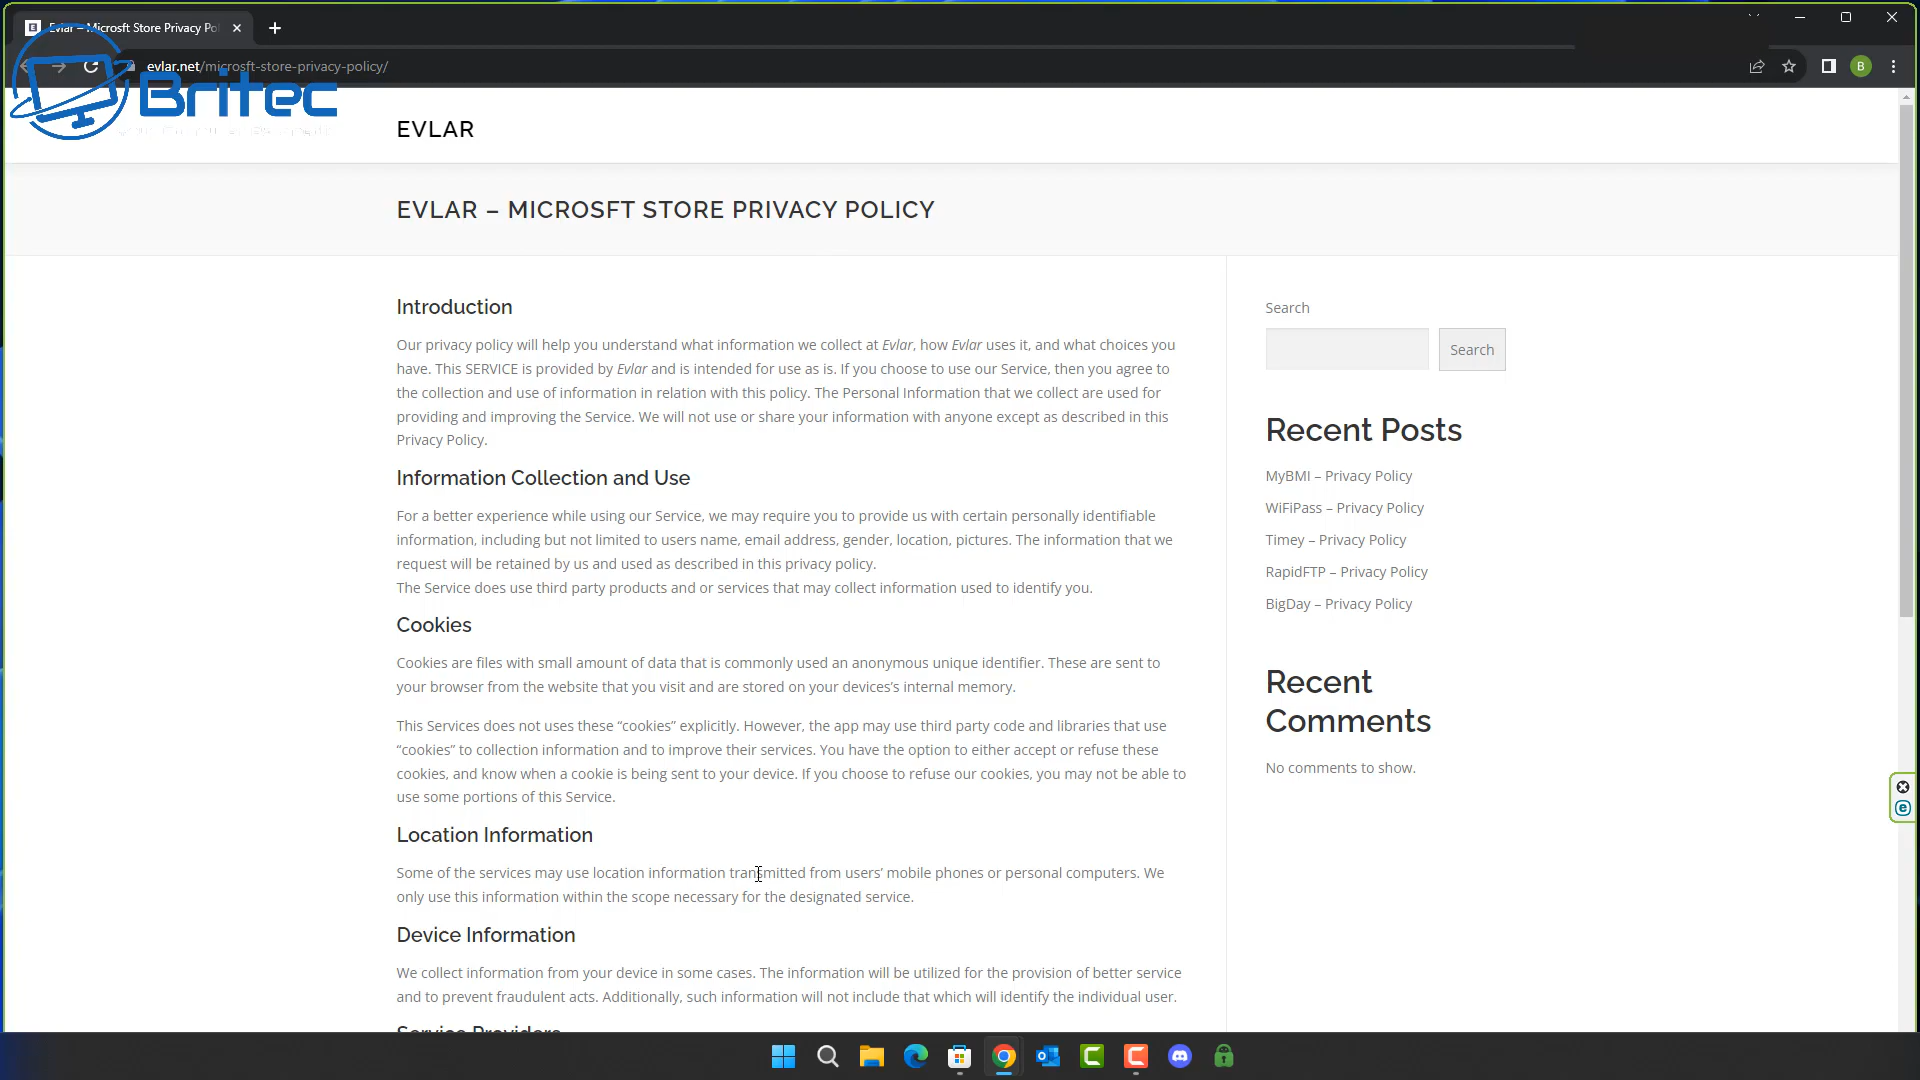 Evlar – Microsft Store Privacy Pol
evlar.net/microsft-store-privacy-policy/
B
Britec
EVLAR
EVLAR – MICROSFT STORE PRIVACY POLICY
Introduction
Our privacy policy will help you understand what information we collect at Evlar, how Evlar uses it, and what choices you
have. This SERVICE is provided by Evlar and is intended for use as is. If you choose to use our Service, then you agree to
the collection and use of information in relation with this policy. The Personal Information that we collect are used for
providing and improving the Service. We will not use or share your information with anyone except as described in this
Privacy Policy.
Information Collection and Use
For a better experience while using our Service, we may require you to provide us with certain personally identifiable
information, including but not limited to users name, email address, gender, location, pictures. The information that we
request will be retained by us and used as described in this privacy policy.
The Service does use third party products and or services that may collect information used to identify you.
Cookies
Cookies are files with small amount of data that is commonly used an anonymous unique identifier. These are sent to
your browser from the website that you visit and are stored on your devices’s internal memory.
This Services does not uses these “cookies” explicitly. However, the app may use third party code and libraries that use
“cookies” to collection information and to improve their services. You have the option to either accept or refuse these
cookies, and know when a cookie is being sent to your device. If you choose to refuse our cookies, you may not be able to
use some portions of this Service.
Location Information
Some of the services may use location information transmitted from users’ mobile phones or personal computers. We
only use this information within the scope necessary for the designated service.
Device Information
We collect information from your device in some cases. The information will be utilized for the provision of better service
and to prevent fraudulent acts. Additionally, such information will not include that which will identify the individual user.
Service Providers
Search
Search
Recent Posts
MyBMI – Privacy Policy
WiFiPass – Privacy Policy
Timey – Privacy Policy
RapidFTP – Privacy Policy
BigDay – Privacy Policy
Recent
Comments
No comments to show.